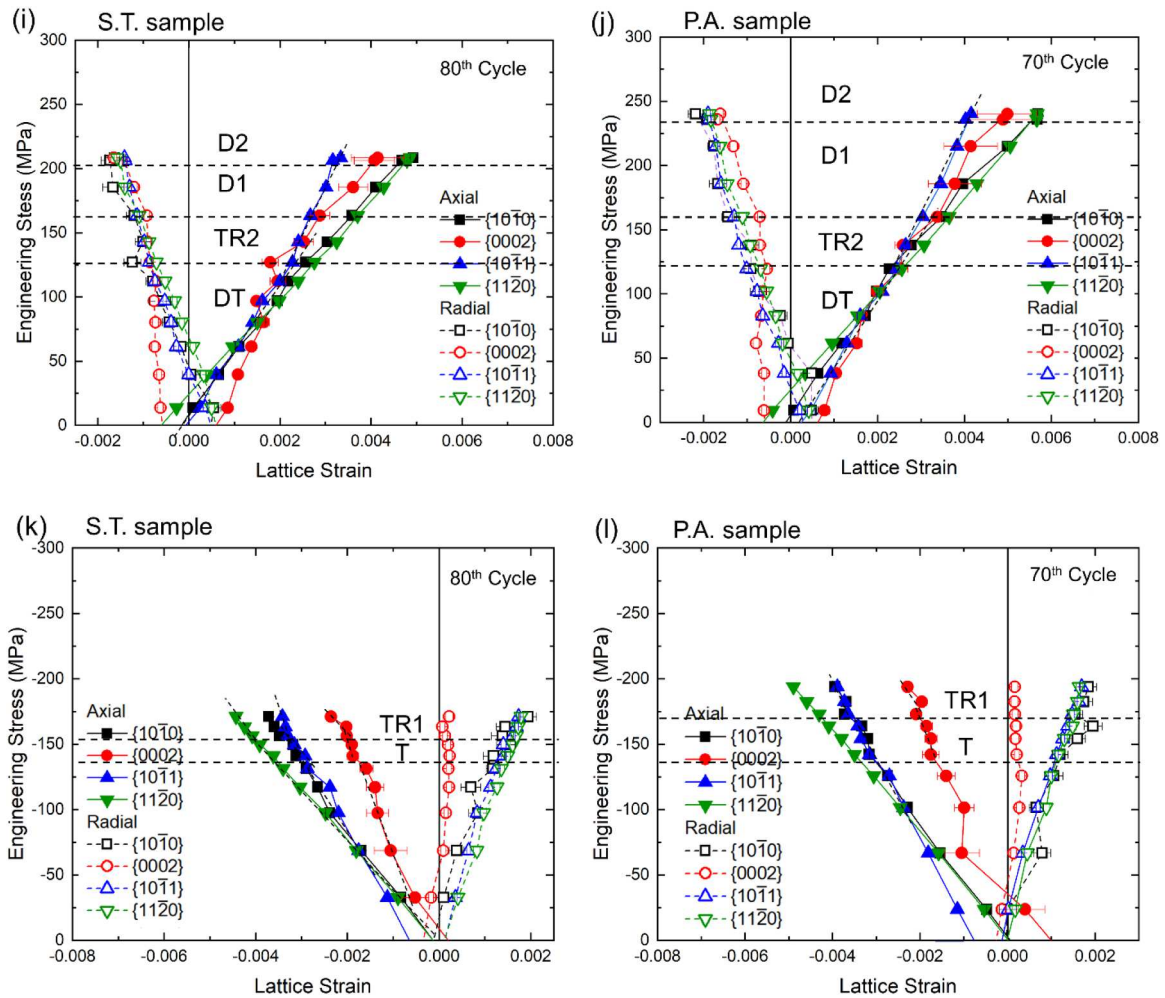 (i) S.T. sample
80th Cycle
D2
D1
TR2
DT
Axial
{101̄0}
{0002}
{101̄1}
{112̄0}
Radial
{101̄0}
{0002}
{101̄1}
{112̄0}
Engineering Stess (MPa)
300
250
200
150
100
50
0
-0.002 0.000 0.002 0.004 0.006 0.008
Lattice Strain
(j) P.A. sample
70th Cycle
D2
D1
TR2
DT
Axial
{101̄0}
{0002}
{101̄1}
{112̄0}
Radial
{101̄0}
{0002}
{101̄1}
{112̄0}
Engineering Stress (MPa)
300
250
200
150
100
50
0
-0.002 0.000 0.002 0.004 0.006 0.008
Lattice Strain
(k) S.T. sample
80th Cycle
TR1
T
Axial
{101̄0}
{0002}
{101̄1}
{112̄0}
Radial
{101̄0}
{0002}
{101̄1}
{112̄0}
Engineering Stress (MPa)
-300
-250
-200
-150
-100
-50
0
-0.008 -0.006 -0.004 -0.002 0.000 0.002
Lattice Strain
(l) P.A. sample
70th Cycle
TR1
T
Axial
{101̄0}
{0002}
{101̄1}
{112̄0}
Radial
{101̄0}
{0002}
{101̄1}
{112̄0}
Engineering Stress (MPa)
-300
-250
-200
-150
-100
-50
0
-0.008 -0.006 -0.004 -0.002 0.000 0.002
Lattice Strain